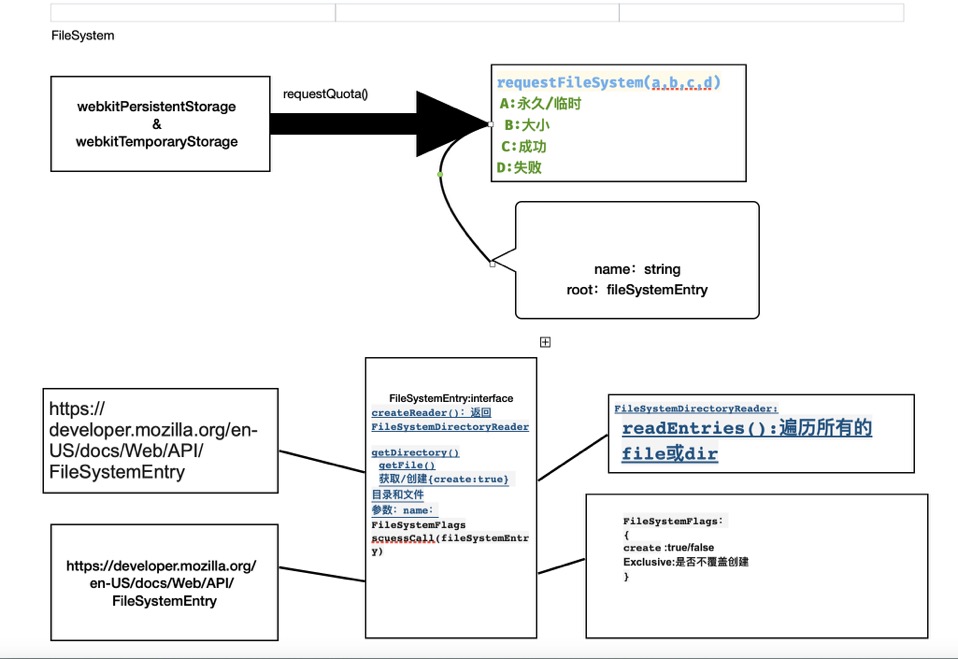 FileSystem
webkitPersistentStorage
&
webkitTemporaryStorage
requestQuota()
requestFileSystem(a,b,c,d)
A:永久/临时
B:大小
C:成功
D:失败
name：string
root：fileSystemEntry
https://
developer.mozilla.org/en-
US/docs/Web/API/
FileSystemEntry
https://developer.mozilla.org/
en-US/docs/Web/API/
FileSystemEntry
FileSystemEntry:interface
createReader()：返回
FileSystemDirectoryReader
getDirectory()
getFile()
获取/创建{create:true}
目录和文件
参数：name：
FileSystemFlags
scuessCall(fileSystemEntr
y)
FileSystemDirectoryReader:
readEntries():遍历所有的
file或dir
FileSystemFlags：
{
create :true/false
Exclusive:是否不覆盖创建
}